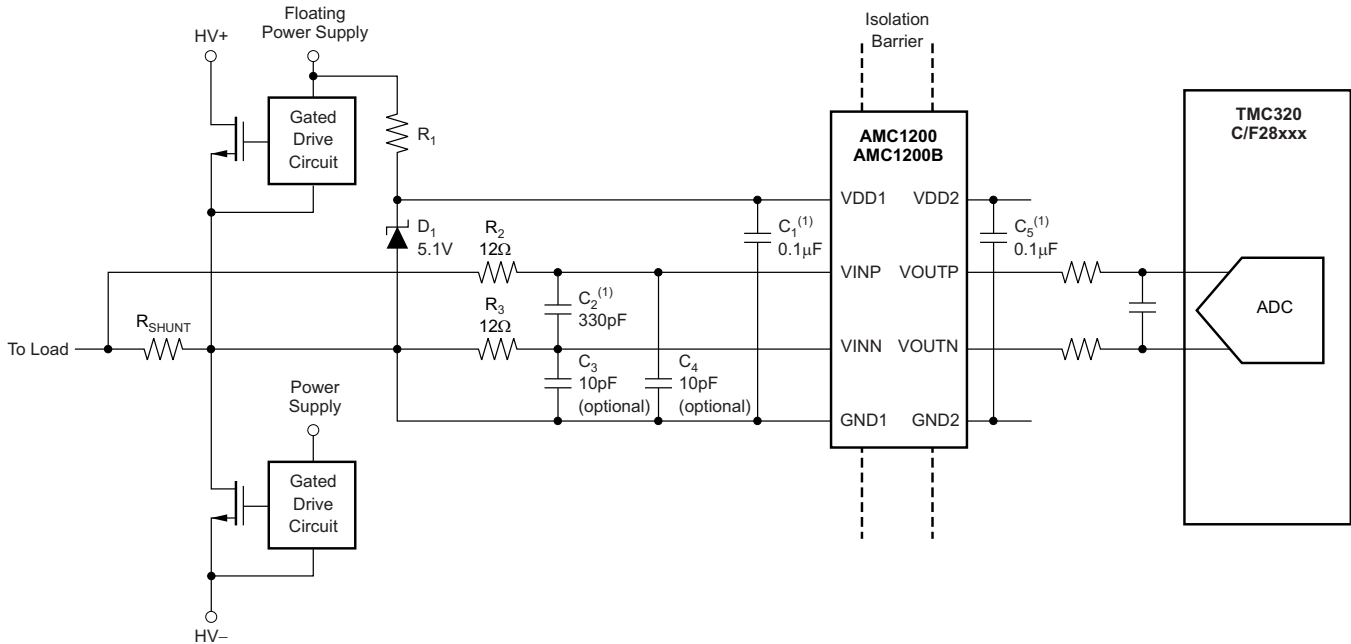 Floating
Power Supply
HV+
Isolation
Barrier
Gated
Drive
Circuit
R1
TMC320
C/F28xxx
AMC1200
AMC1200B
VDD1
VDD2
D1
5.1V
R2
12Ω
C1(1)
0.1μF
C5(1)
0.1μF
VINP
VOUTP
C2(1)
330pF
ADC
RSHUNT
To Load
R3
12Ω
VINN
VOUTN
C3
10pF
(optional)
C4
10pF
(optional)
Power
Supply
GND1
GND2
Gated
Drive
Circuit
HV–